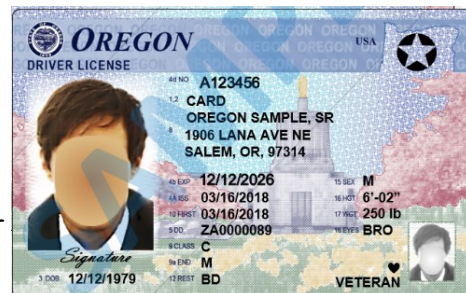 OREGON
USA
DRIVER LICENSE
4d NO A123456
1,2 CARD
OREGON SAMPLE, SR
8 1906 LANA AVE NE
SALEM, OR, 97314
4b EXP 12/12/2026 15 SEX M
4a ISS 03/16/2018 16 HGT 6'-02"
10 FIRST 03/16/2018 17 WGT 250 lb
5 DD ZA0000089 18 EYES BRO
9 CLASS C
9a END M
12 REST BD
VETERAN
Signature
3 DOB 12/12/1979